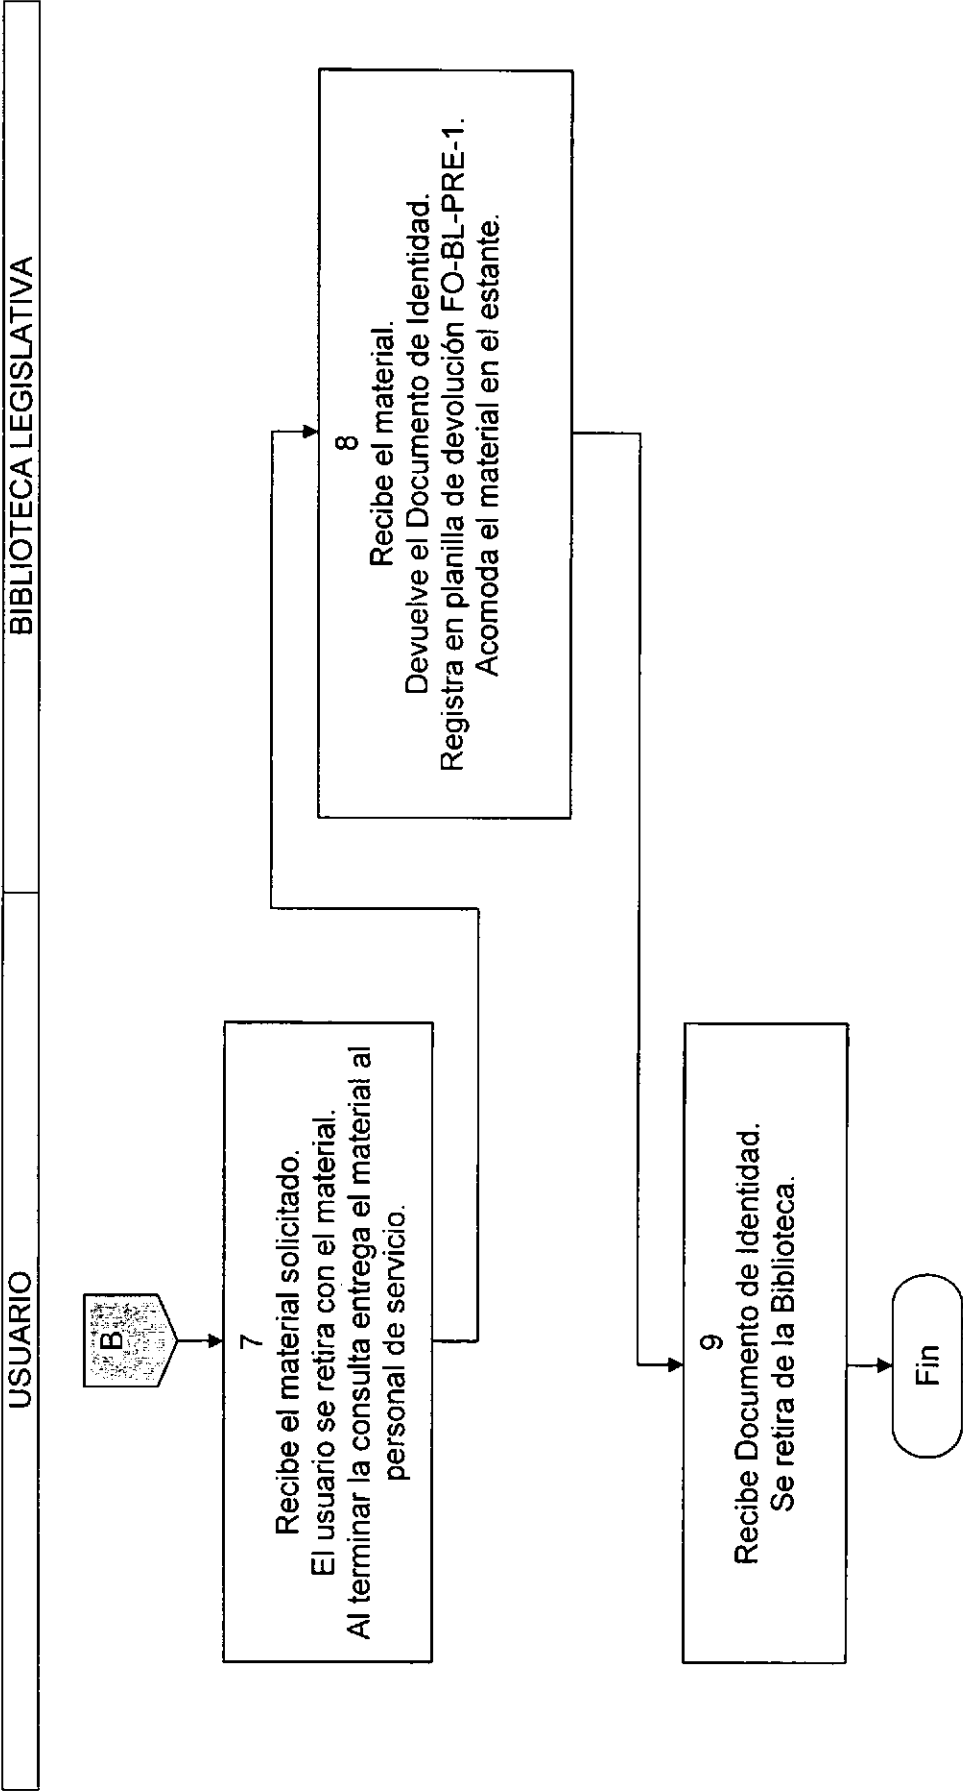 USUARIO
BIBLIOTECA LEGISLATIVA
B
7
Recibe el material solicitado.
El usuario se retira con el material.
Al terminar la consulta entrega el material al
personal de servicio.
8
Recibe el material.
Devuelve el Documento de Identidad.
Registra en planilla de devolución FO-BL-PRE-1.
Acomoda el material en el estante.
9
Recibe Documento de Identidad.
Se retira de la Biblioteca.
Fin